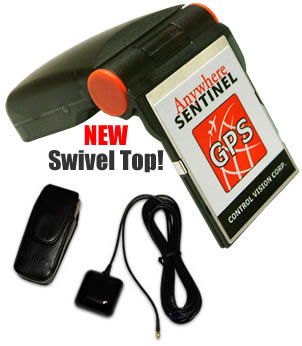 Anywhere
SENTINEL
GPS
CONTROL VISION CORP.
NEW
Swivel Top!